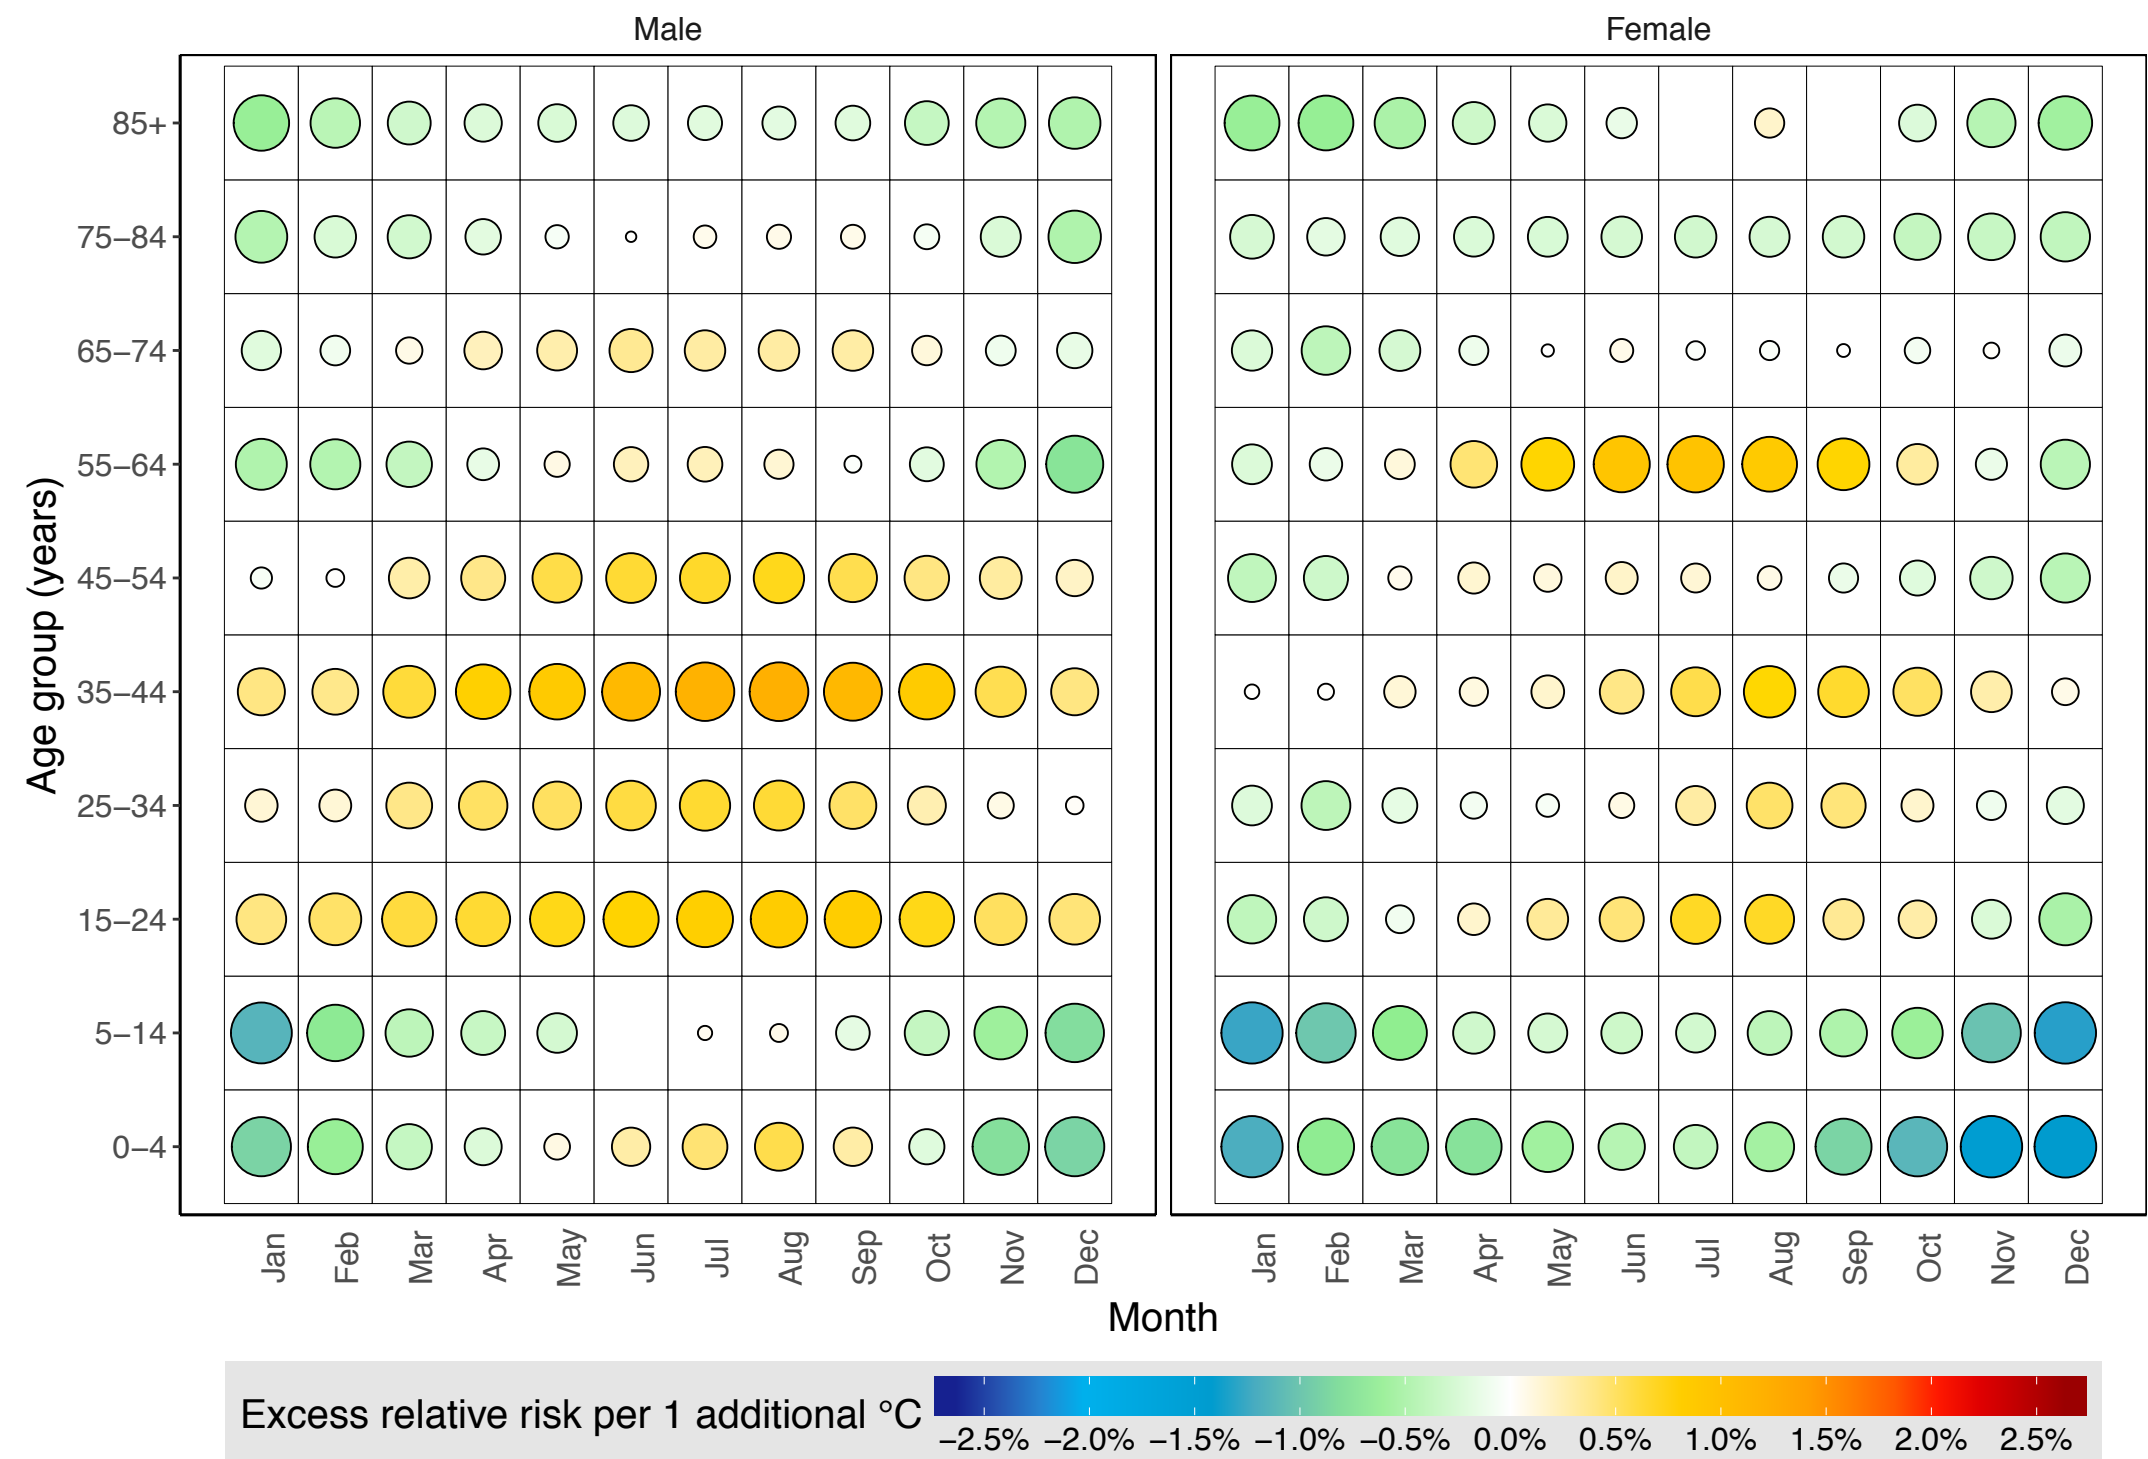 Male Female
85+
75−84
65−74
55−64
45−54
35−44
25−34
15−24
5−14
0−4
Age group (years)
Jan Feb Mar Apr May Jun Jul Aug Sep Oct Nov Dec Jan Feb Mar Apr May Jun Jul Aug Sep Oct Nov Dec
Month
Excess relative risk per 1 additional °C
−2.5% −2.0% −1.5% −1.0% −0.5% 0.0% 0.5% 1.0% 1.5% 2.0% 2.5%